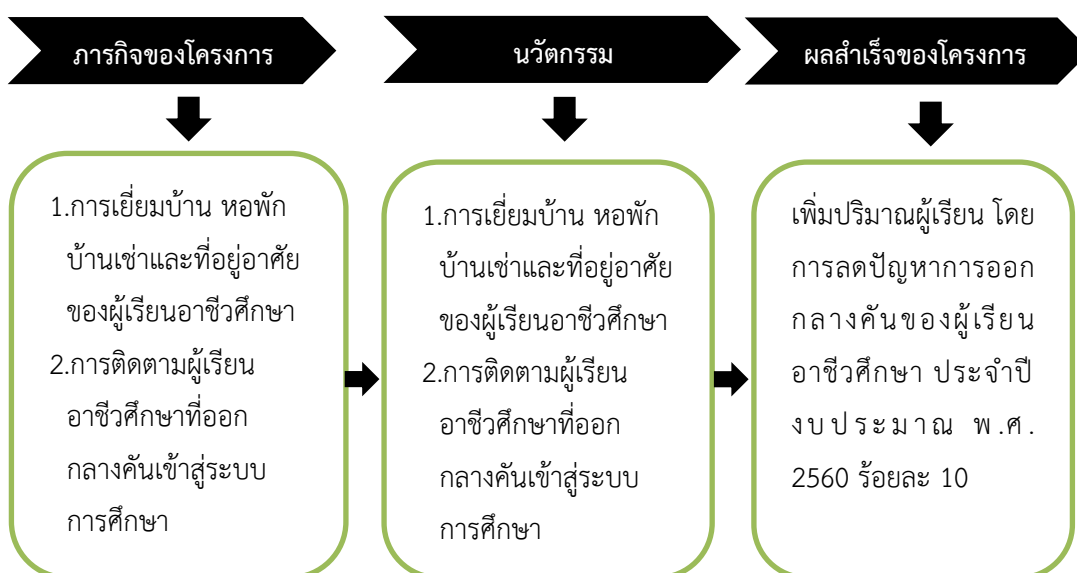 ภารกิจของโครงการ
นวัตกรรม
ผลสำเร็จของโครงการ
1.การเยี่ยมบ้าน หอพัก
บ้านเช่าและที่อยู่อาศัย
ของผู้เรียนอาชีวศึกษา
2.การติดตามผู้เรียน
อาชีวศึกษาที่ออก
กลางคันเข้าสู่ระบบ
การศึกษา
1.การเยี่ยมบ้าน หอพัก
บ้านเช่าและที่อยู่อาศัย
ของผู้เรียนอาชีวศึกษา
2.การติดตามผู้เรียน
อาชีวศึกษาที่ออก
กลางคันเข้าสู่ระบบ
การศึกษา
เพิ่มปริมาณผู้เรียน โดย
การลดปัญหาการออก
กลางคันของผู้เรียน
อาชีวศึกษา ประจำปี
งบประมาณ พ.ศ.
2560 ร้อยละ 10